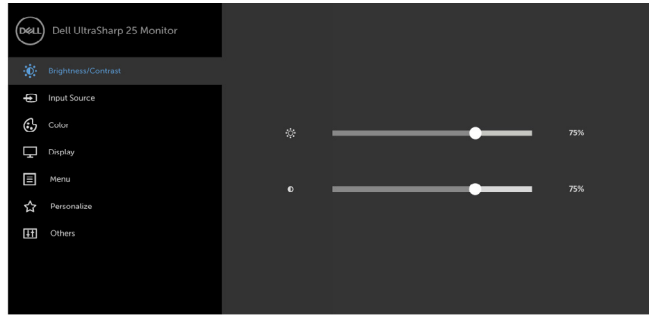 DELL
Dell UltraSharp 25 Monitor
Brightness/Contrast
Input Source
Color
Display
Menu
Personalize
Others
75%
75%